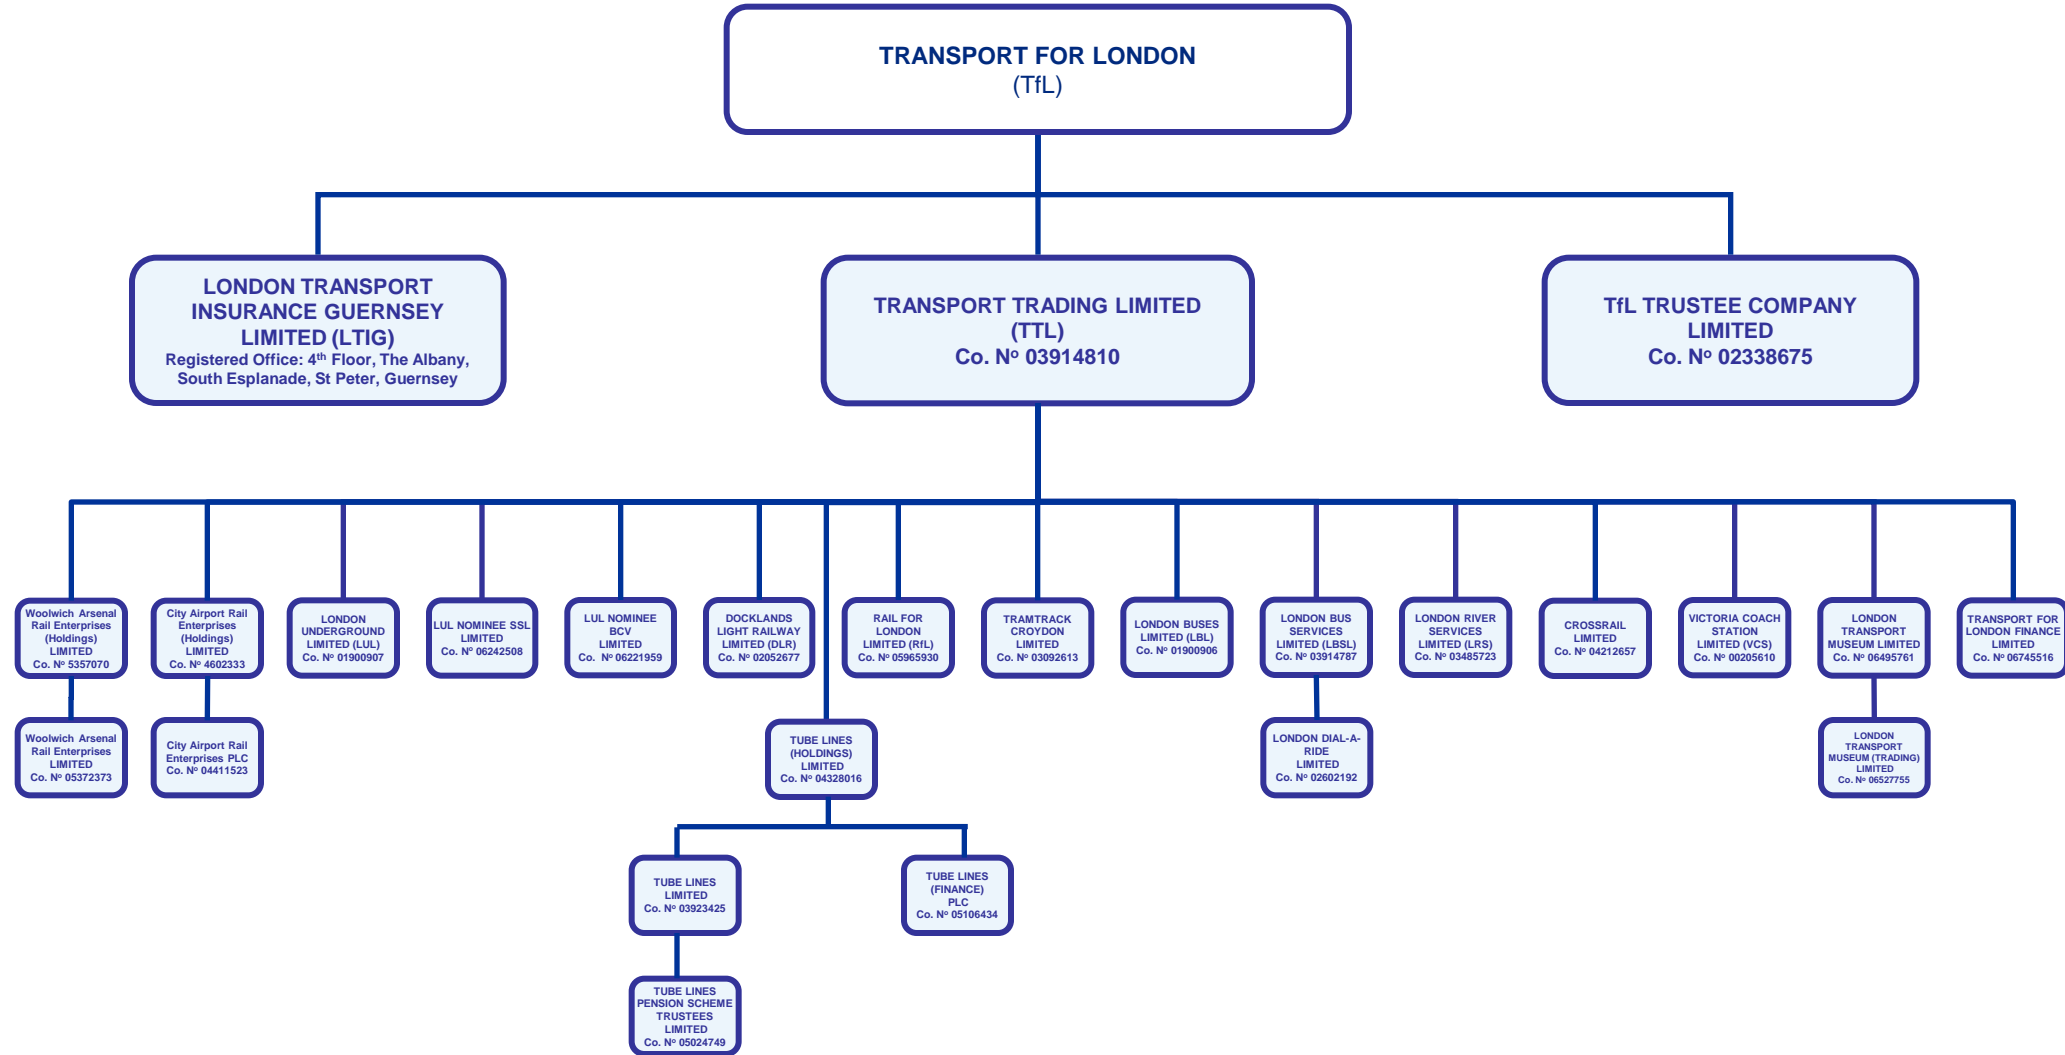 TRANSPORT FOR LONDON
(TfL)
LONDON TRANSPORT
INSURANCE GUERNSEY
LIMITED (LTIG)
Registered Office: 4th Floor, The Albany,
South Esplanade, St Peter, Guernsey
TRANSPORT TRADING LIMITED
(TTL)
Co. Nº 03914810
TfL TRUSTEE COMPANY
LIMITED
Co. Nº 02338675
Woolwich Arsenal
Rail Enterprises
(Holdings)
LIMITED
Co. Nº 5357070
City Airport Rail
Enterprises
(Holdings)
LIMITED
Co. Nº 4602333
LONDON
UNDERGROUND
LIMITED (LUL)
Co. Nº 01900907
LUL NOMINEE SSL
LIMITED
Co. Nº 06242508
LUL NOMINEE
BCV
LIMITED
Co. Nº 06221959
DOCKLANDS
LIGHT RAILWAY
LIMITED (DLR)
Co. Nº 02052677
RAIL FOR
LONDON
LIMITED (RfL)
Co. Nº 05965930
TRAMTRACK
CROYDON
LIMITED
Co. Nº 03092613
LONDON BUSES
LIMITED (LBL)
Co. Nº 01900906
LONDON BUS
SERVICES
LIMITED (LBSL)
Co. Nº 03914787
LONDON RIVER
SERVICES
LIMITED (LRS)
Co. Nº 03485723
CROSSRAIL
LIMITED
Co. Nº 04212657
VICTORIA COACH
STATION
LIMITED (VCS)
Co. Nº 00205610
LONDON
TRANSPORT
MUSEUM LIMITED
Co. Nº 06495761
TRANSPORT FOR
LONDON FINANCE
LIMITED
Co. Nº 06745516
Woolwich Arsenal
Rail Enterprises
LIMITED
Co. Nº 05372373
City Airport Rail
Enterprises PLC
Co. Nº 04411523
TUBE LINES
(HOLDINGS)
LIMITED
Co. Nº 04328016
LONDON DIAL-A-
RIDE
LIMITED
Co. Nº 02602192
LONDON
TRANSPORT
MUSEUM (TRADING)
LIMITED
Co. Nº 06527755
TUBE LINES
LIMITED
Co. Nº 03923425
TUBE LINES
(FINANCE)
PLC
Co. Nº 05106434
TUBE LINES
PENSION SCHEME
TRUSTEES
LIMITED
Co. Nº 05024749